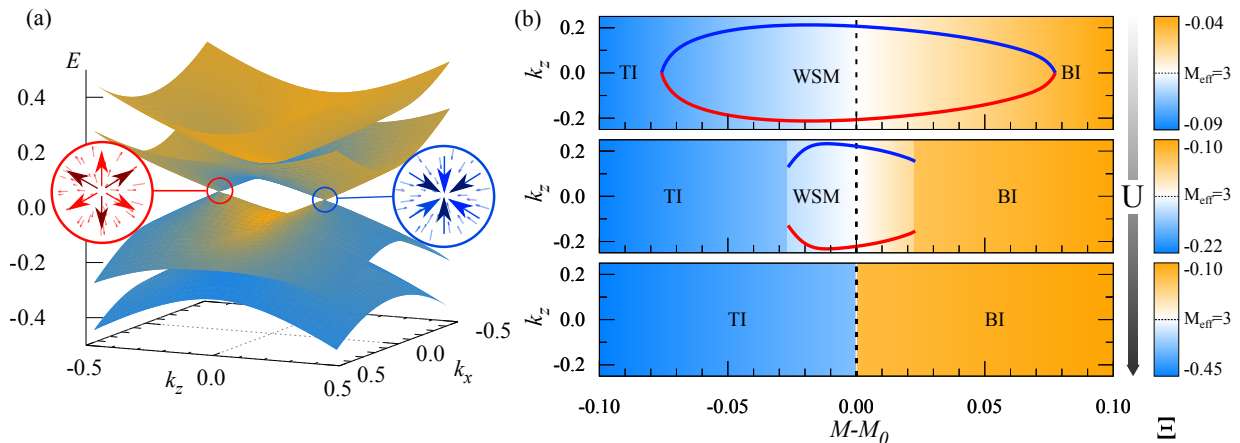 (a)
E
0.4
0.2
0.0
-0.2
-0.4
-0.5
k_z
0.0
0.5
0.5
0.0
k_x
-0.5
(b)
0.2
0.0
-0.2
k_z
TI
WSM
BI
0.2
0.0
-0.2
k_z
TI
WSM
BI
0.2
0.0
-0.2
k_z
TI
BI
-0.10
-0.05
0.00
0.05
0.10
M-M_0
U
-0.04
M_eff=3
-0.09
-0.10
M_eff=3
-0.22
-0.10
M_eff=3
-0.45
Ξ